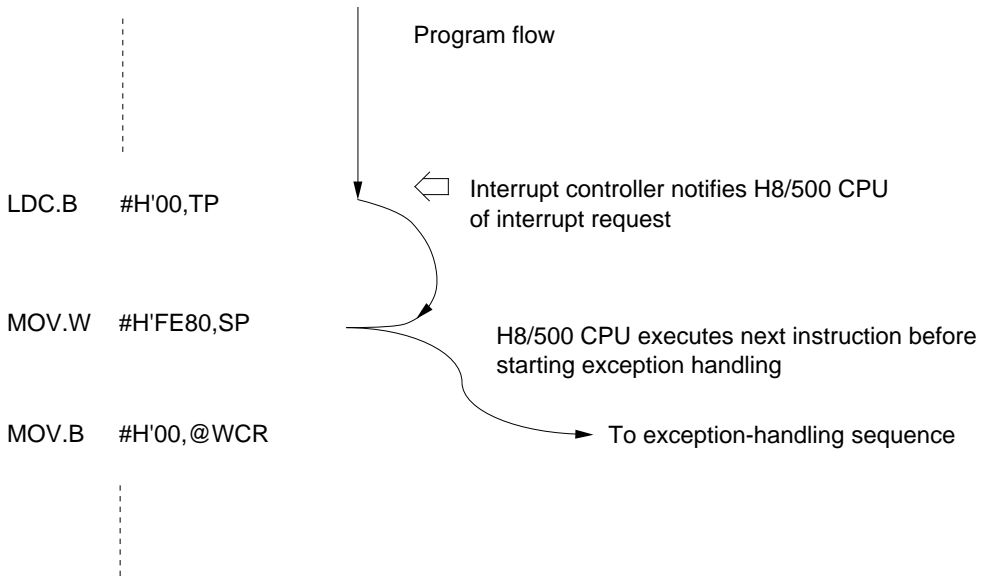 Program flow
LDC.B #H'00,TP
Interrupt controller notifies H8/500 CPU
of interrupt request
MOV.W #H'FE80,SP
H8/500 CPU executes next instruction before
starting exception handling
MOV.B #H'00,@WCR
To exception-handling sequence